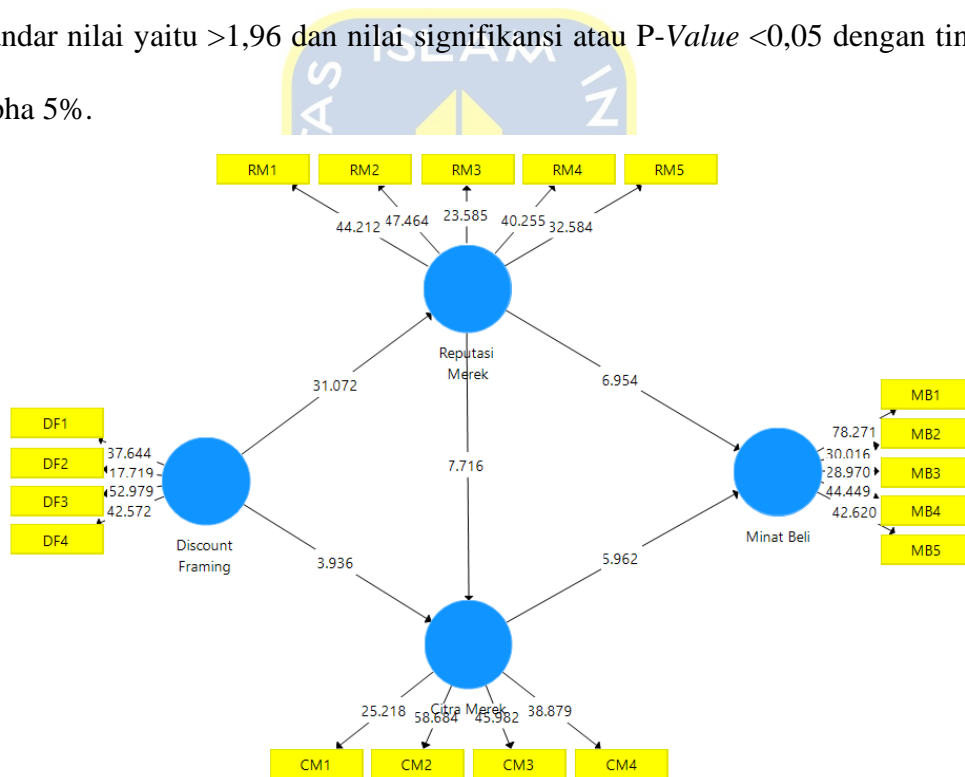 andar nilai yaitu >1,96 dan nilai signifikansi atau P-Value <0,05 dengan tin
pha 5%.
ISLAM
RM1 RM2 RM3 RM4 RM5
44.212 47.464 23.585 40.255 32.584
Reputasi
Merek
31.072
6.954
7.716
DF1
DF2
DF3
DF4
37.644
17.719
52.979
42.572
Discount
Framing
MB1
MB2
MB3
MB4
MB5
78.271
30.016
28.970
44.449
42.620
Minat Beli
3.936
5.962
Citra Merek
25.218 58.684 45.982 38.879
CM1 CM2 CM3 CM4